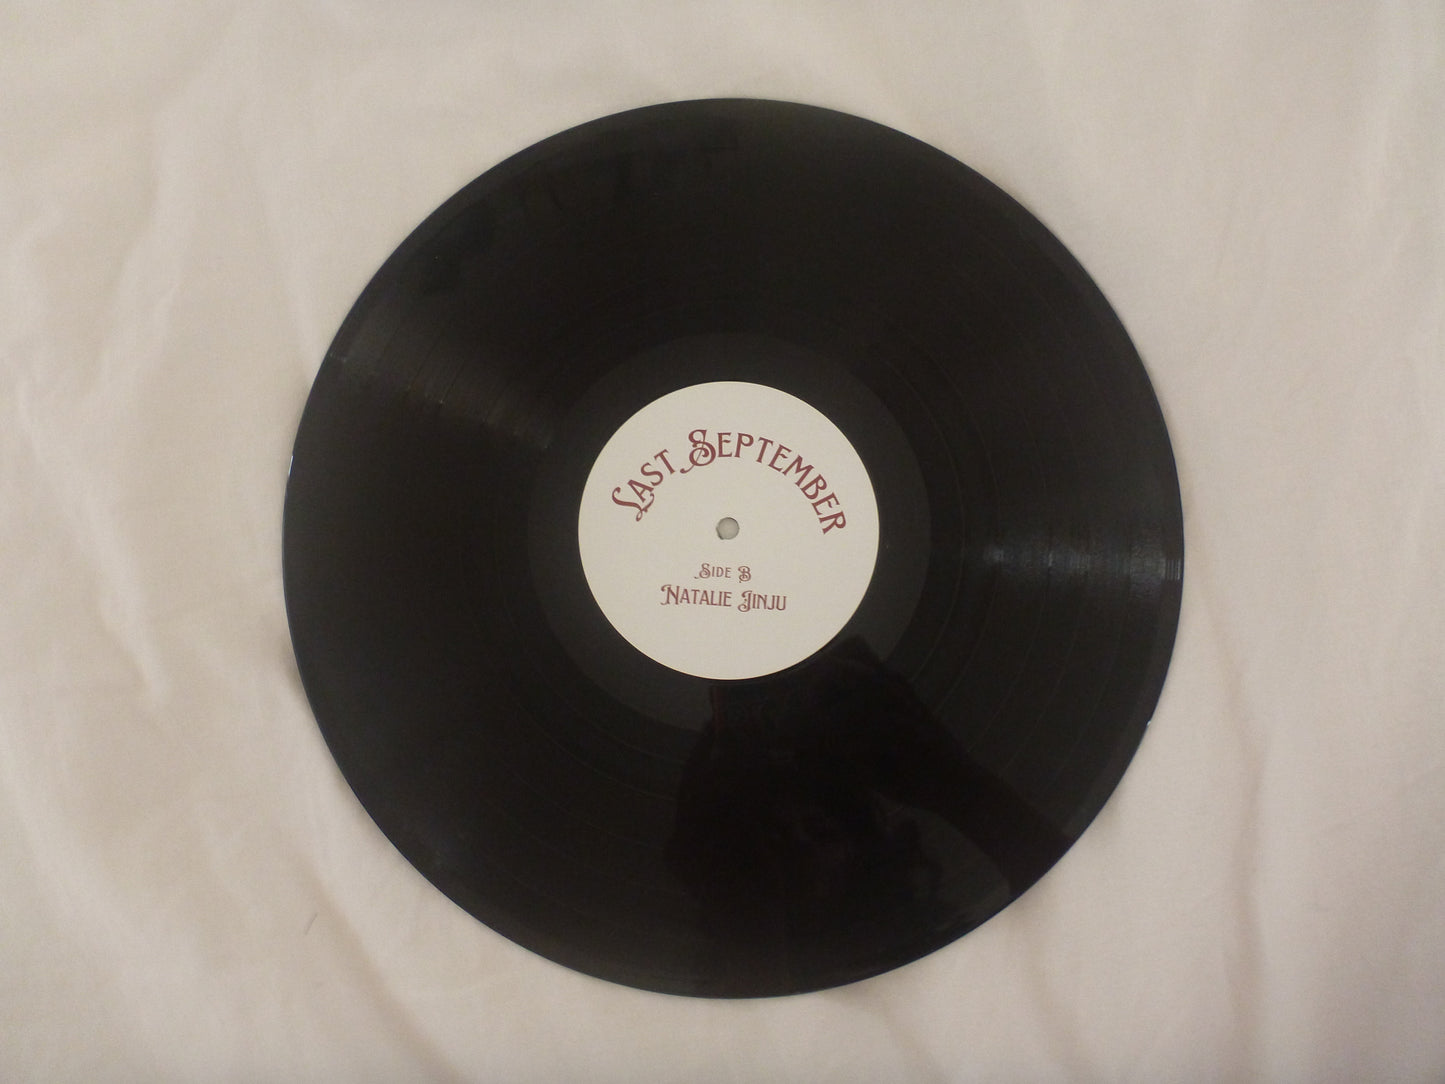 Last September
Side B
Natalie Jinju